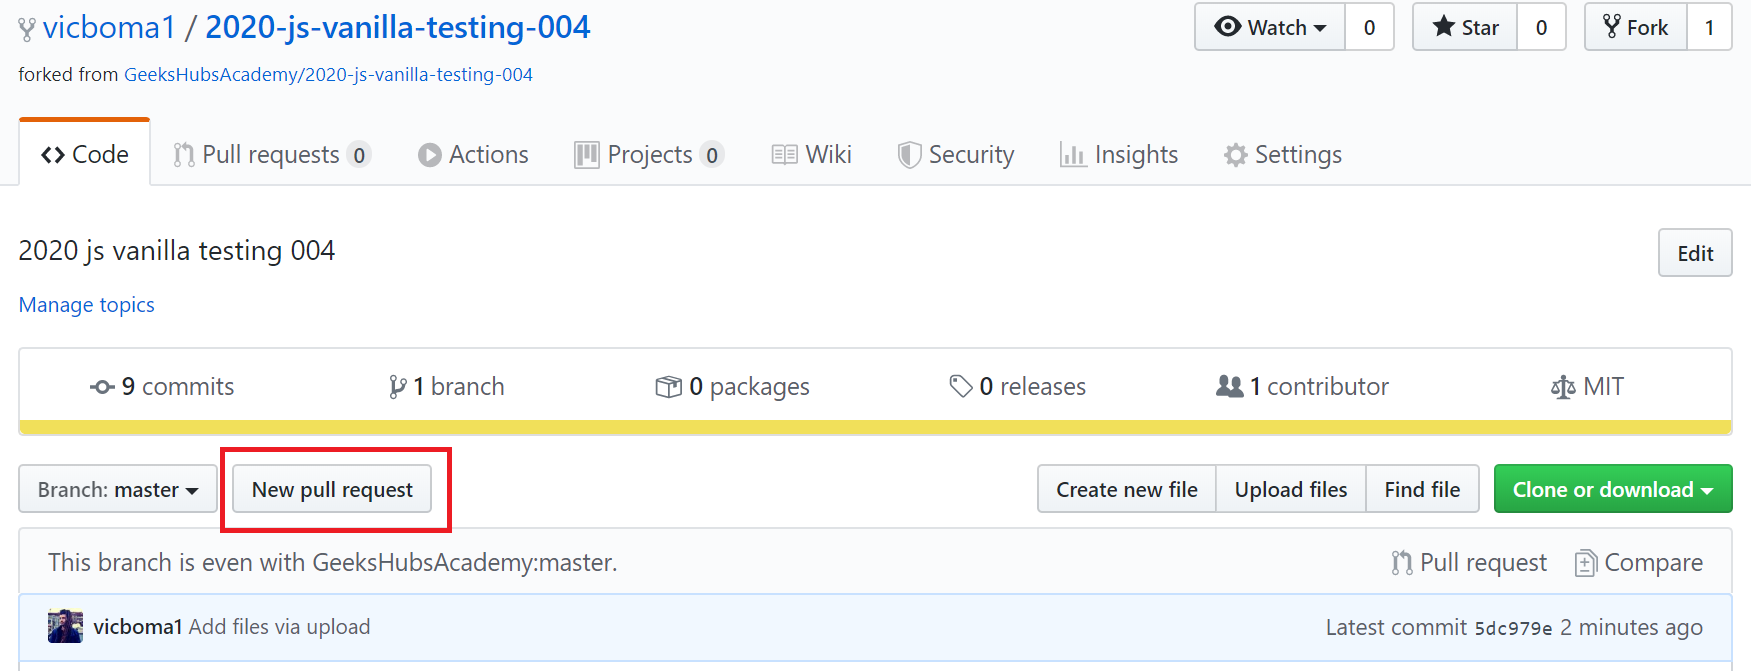 vicboma1 / 2020-js-vanilla-testing-004
Watch 0 Star 0 Fork 1
forked from GeeksHubsAcademy/2020-js-vanilla-testing-004
Code Pull requests 0 Actions Projects 0 Wiki Security Insights Settings
2020 js vanilla testing 004
Edit
Manage topics
9 commits 1 branch 0 packages 0 releases 1 contributor MIT
Branch: master New pull request Create new file Upload files Find file Clone or download
This branch is even with GeeksHubsAcademy:master. Pull request Compare
vicboma1 Add files via upload Latest commit 5dc979e 2 minutes ago